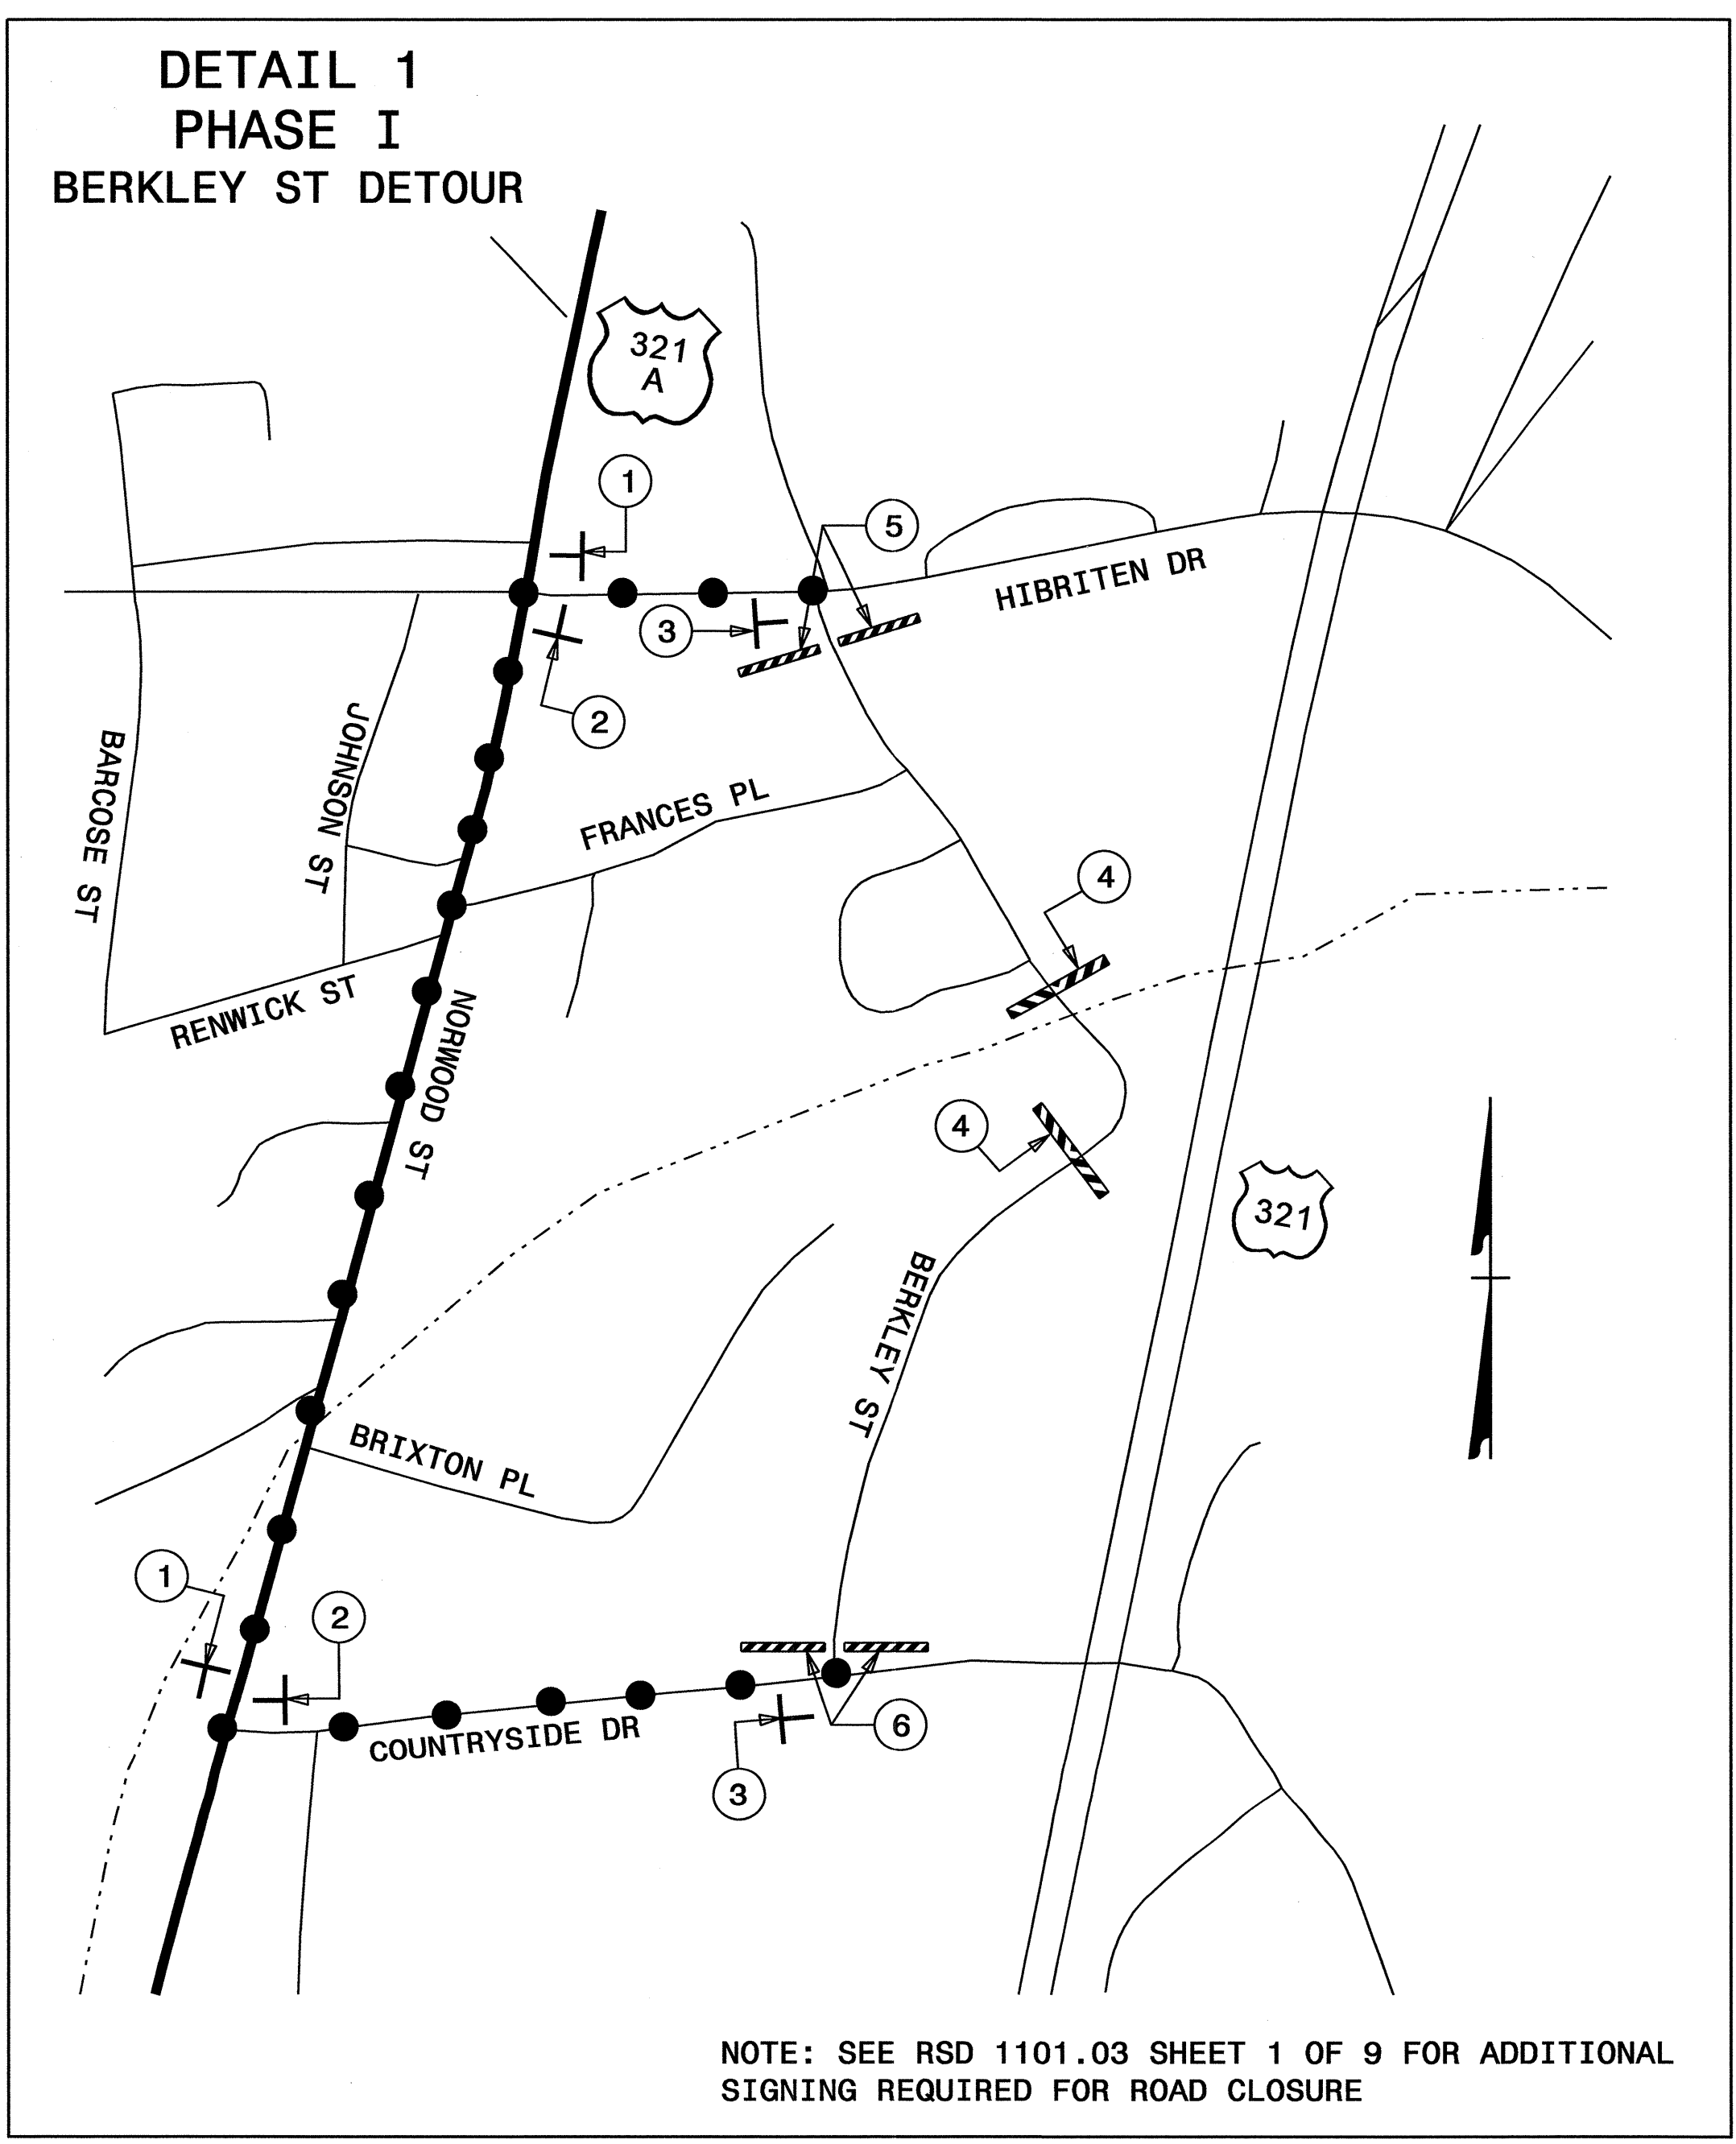 DETAIL 1
PHASE I
BERKLEY ST DETOUR
321
A
1
5
HIBRITEN DR
3
2
JOHNSON ST
BARCOSE ST
FRANCES PL
4
RENWICK ST
NORWOOD ST
4
321
BERKLEY ST
BRIXTON PL
1
2
COUNTRYSIDE DR
6
3
NOTE: SEE RSD 1101.03 SHEET 1 OF 9 FOR ADDITIONAL
SIGNING REQUIRED FOR ROAD CLOSURE